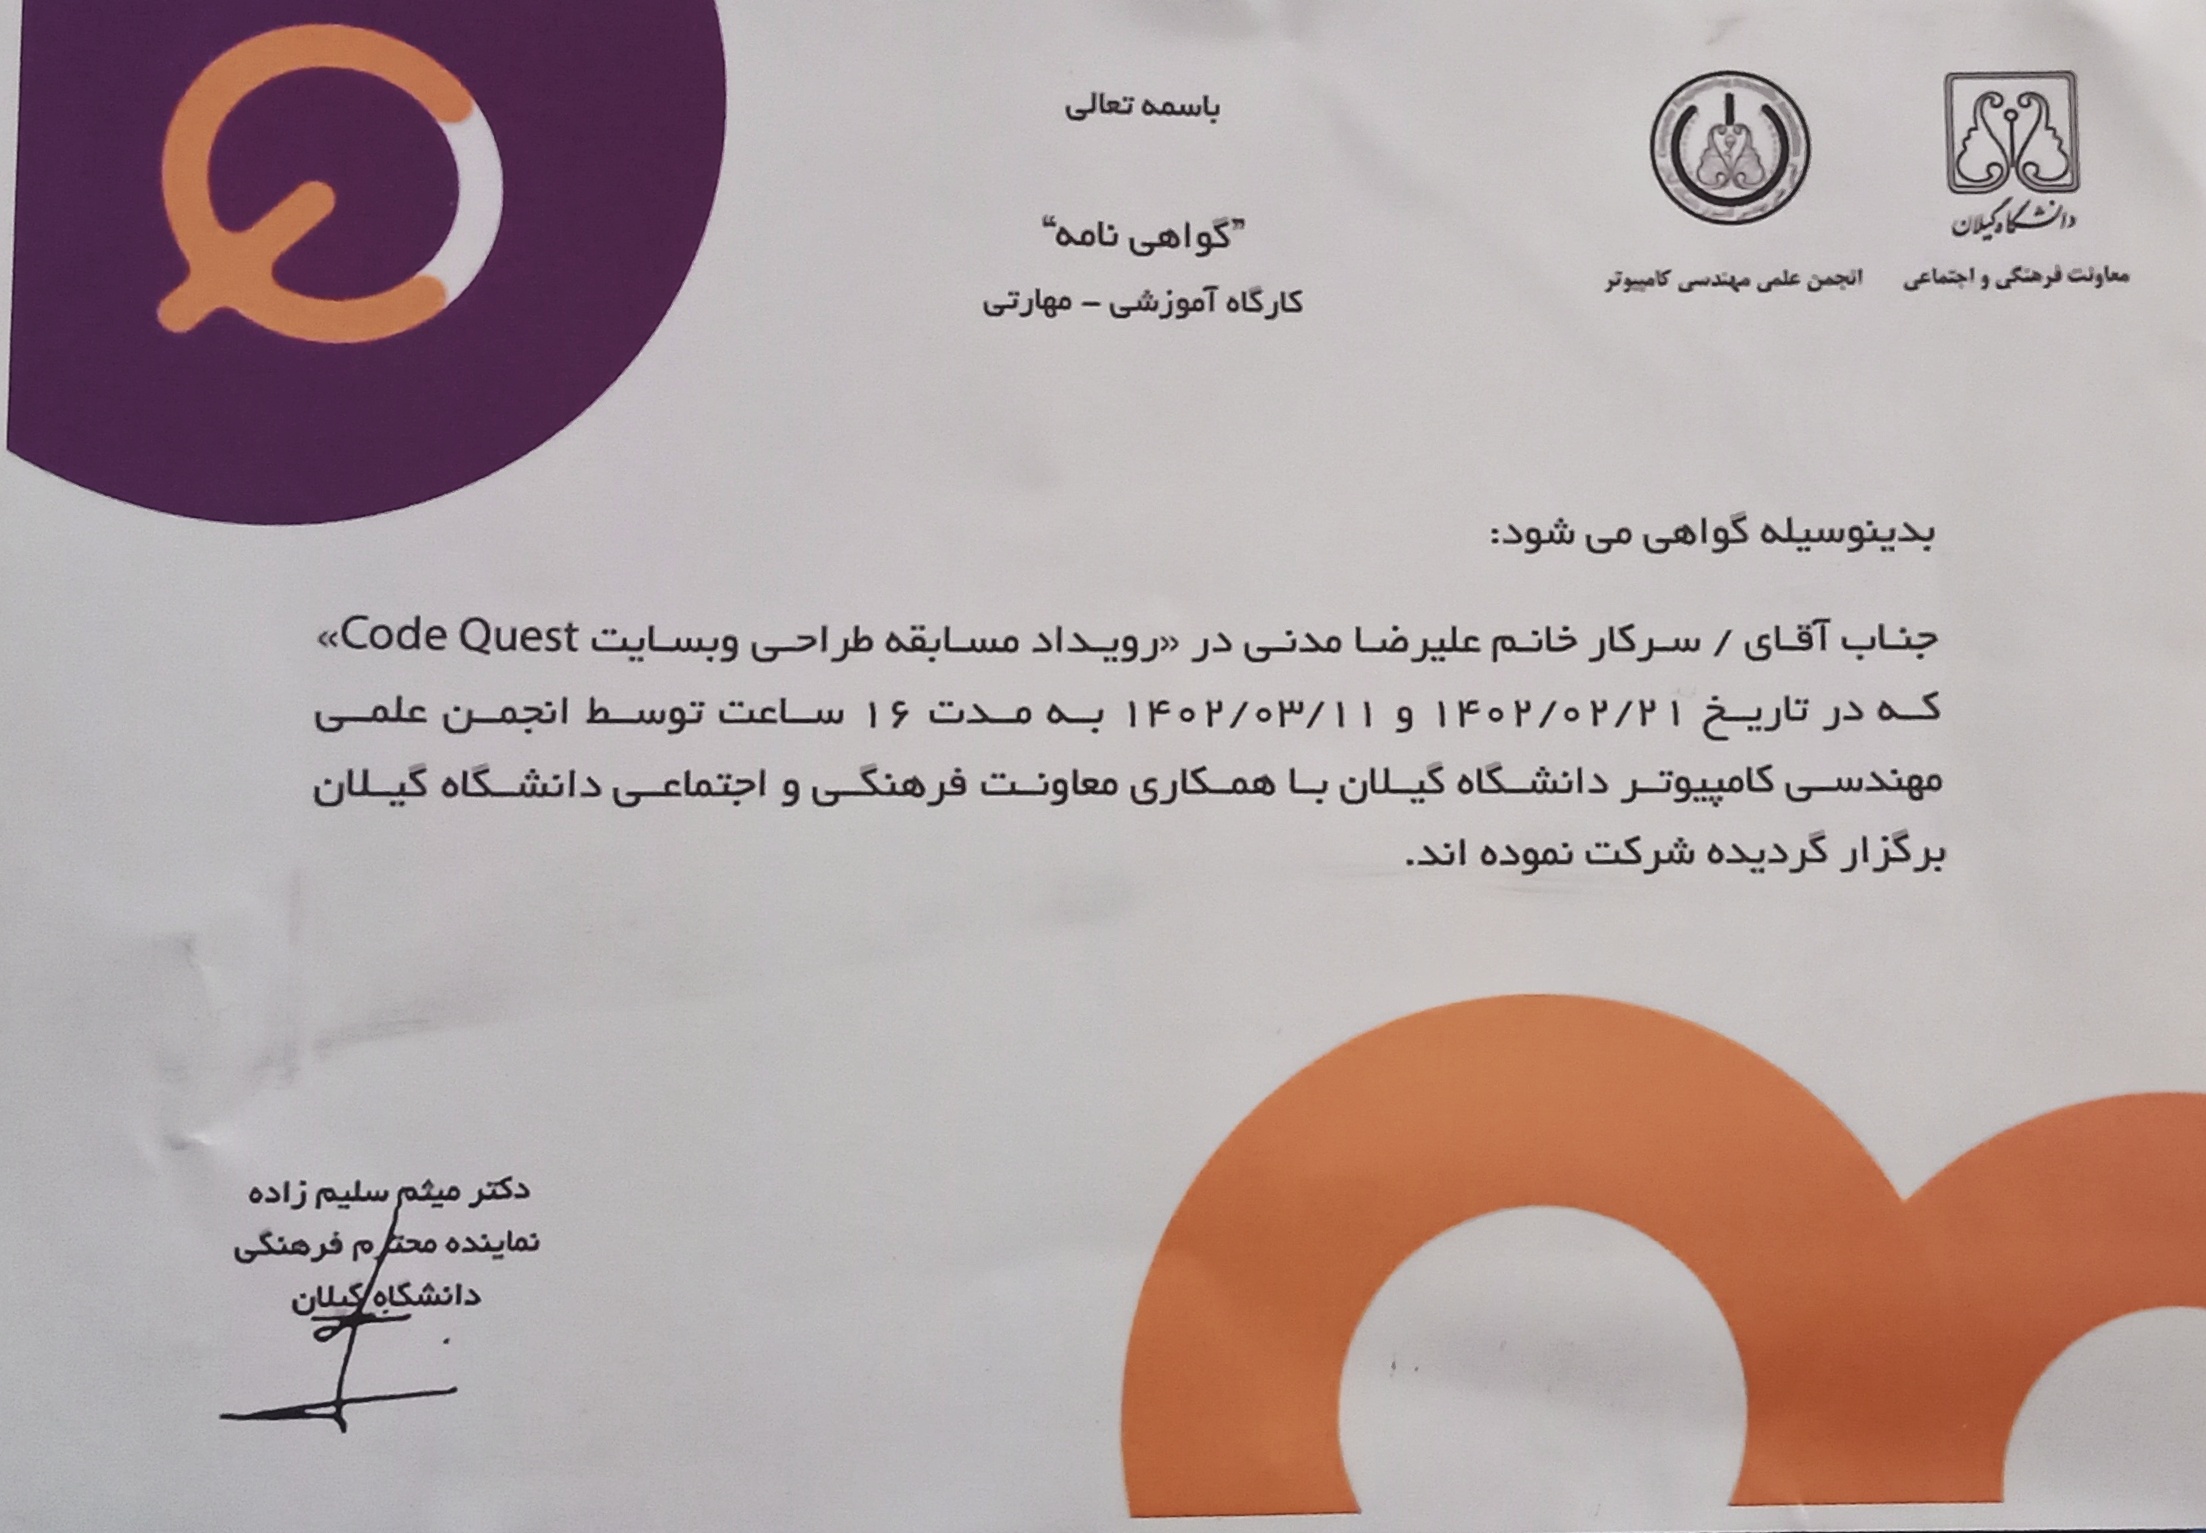 باسمه تعالی
"گواهی نامه"
کارگاه آموزشی - مهارتی
دانشگاه گیلان
معاونت فرهنگی و اجتماعی
انجمن علمی مهندسی کامپیوتر
بدینوسیله گواهی می شود:
جناب آقای / سرکار خانم علیرضا مدنی در «رویداد مسابقه طراحی وبسایت Code Quest»
که در تاریخ ۱۴۰۲/۰۲/۲۱ و ۱۴۰۲/۰۳/۱۱ به مدت ۱۶ ساعت توسط انجمن علمی
مهندسی کامپیوتر دانشگاه گیلان با همکاری معاونت فرهنگی و اجتماعی دانشگاه گیلان
برگزار گردیده شرکت نموده اند.
دکتر میثم سلیم زاده
نماینده محترم فرهنگی
دانشگاه گیلان